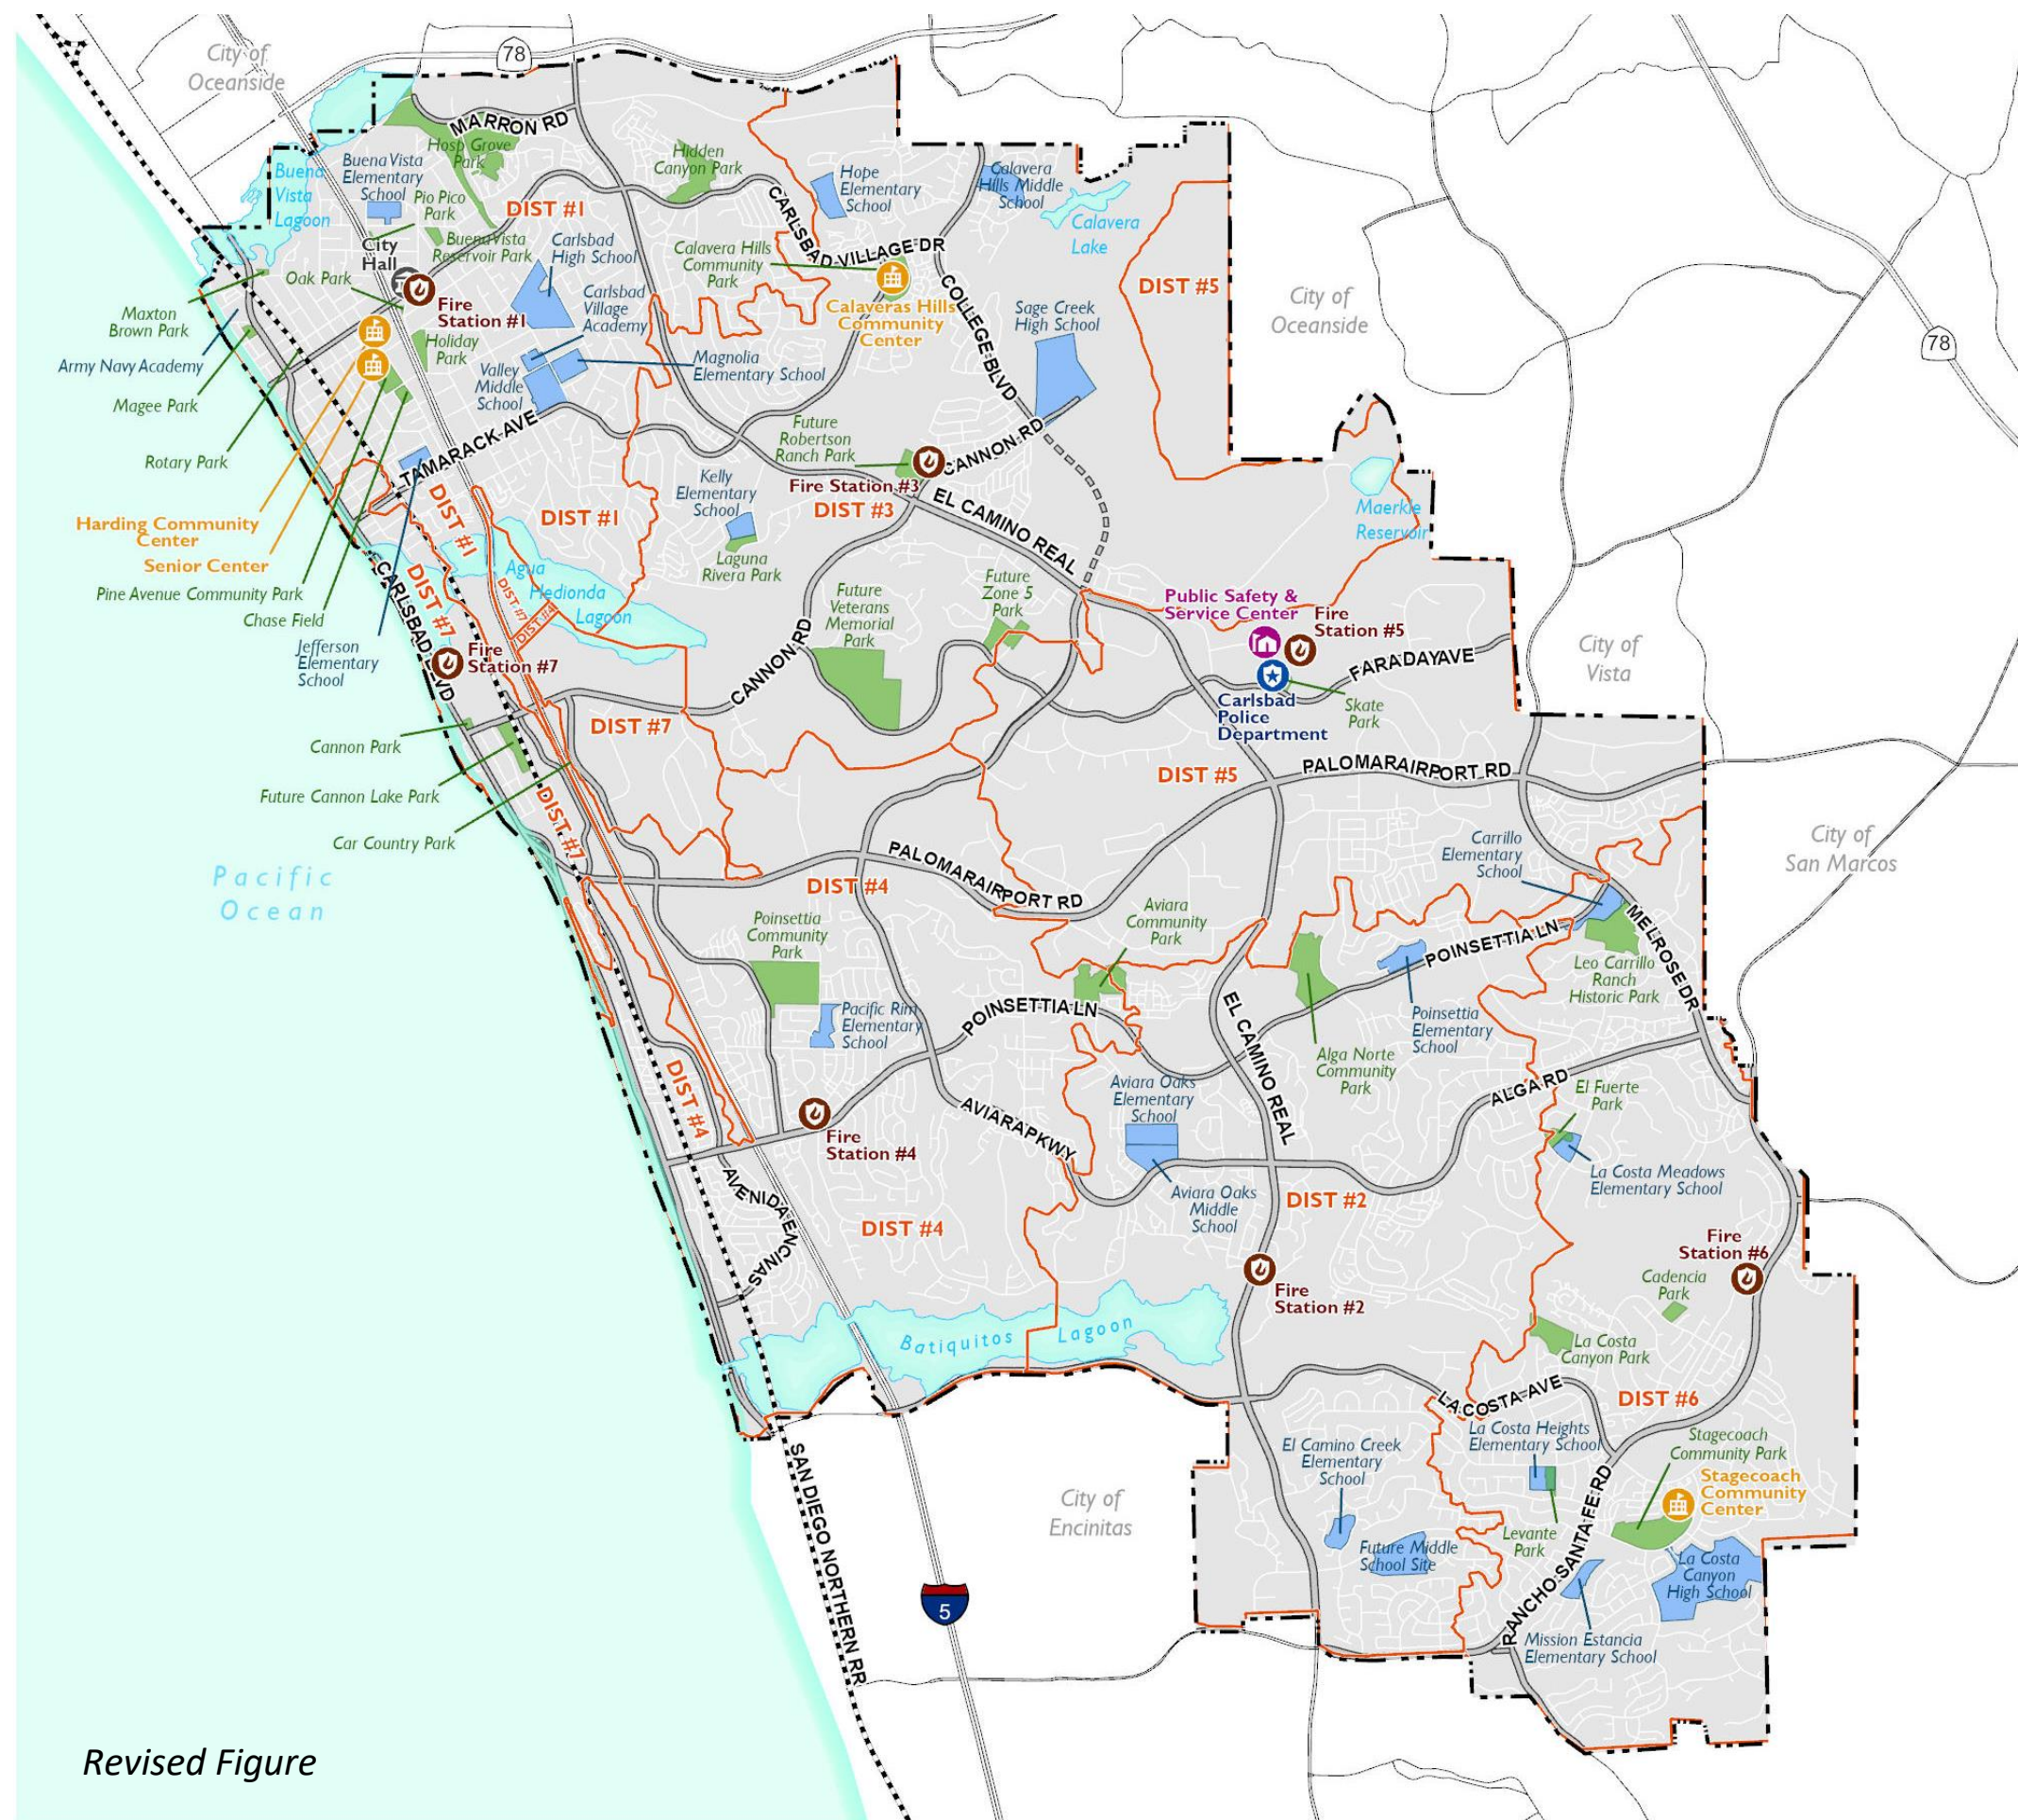 City of
Oceanside
78
MARRON RD
Hosp Grove
Park
Hidden
Canyon Park
Buena Vista
Elementary
School
Buena
Vista
Lagoon
Pio Pico
Park
DIST #1
Hope
Elementary
School
Calavera
Hills Middle
School
Calavera
Lake
City
Hall
Buena Vista
Reservoir Park
Carlsbad
High School
CARLSBAD VILLAGE DR
Calavera Hills
Community
Park
Oak Park
Fire
Station #1
Carlsbad
Village
Academy
Calaveras Hills
Community
Center
COLLEGE BLVD
Sage Creek
High School
DIST #5
City of
Oceanside
78
Maxton
Brown Park
Army Navy Academy
Holiday
Park
Valley
Middle
School
Magnolia
Elementary School
Magee Park
Rotary Park
TAMARACK AVE
Future
Robertson
Ranch Park
CANNON RD
Fire Station #3
DIST #3
Kelly
Elementary
School
EL CAMINO REAL
DIST #1
DIST #1
Maerkle
Reservoir
Harding Community
Center
Senior Center
Pine Avenue Community Park
Chase Field
Jefferson
Elementary
School
Laguna
Rivera Park
Agua
Hedionda
Lagoon
DIST #7
DIST #7
DIST #4
CARLSBAD BLVD
Fire
Station #7
Future
Veterans
Memorial
Park
Future
Zone 5
Park
Public Safety &
Service Center
Fire
Station #5
FARADAY AVE
City of
Vista
Carlsbad
Police
Department
Skate
Park
CANNON RD
DIST #7
Cannon Park
Future Cannon Lake Park
Car Country Park
DIST #7
DIST #5
PALOMAR AIRPORT RD
City of
San Marcos
Pacific
Ocean
DIST #4
PALOMAR AIRPORT RD
Carrillo
Elementary
School
Poinsettia
Community
Park
Aviara
Community
Park
POINSETTIA LN
MELROSE DR
Leo Carrillo
Ranch
Historic Park
Pacific Rim
Elementary
School
POINSETTIA LN
EL CAMINO REAL
Poinsettia
Elementary
School
Alga Norte
Community
Park
DIST #4
Aviara Oaks
Elementary
School
ALGA RD
El Fuerte
Park
AVIARA PKWY
Fire
Station #4
La Costa Meadows
Elementary School
AVENIDA ENCINAS
Aviara Oaks
Middle
School
DIST #2
DIST #4
Fire
Station #6
Cadencia
Park
Fire
Station #2
Batiquitos Lagoon
La Costa
Canyon Park
LA COSTA AVE
DIST #6
La Costa Heights
Elementary School
Stagecoach
Community Park
El Camino Creek
Elementary
School
Stagecoach
Community
Center
City of
Encinitas
SAN DIEGO NORTHERN RR
Future Middle
School Site
Levante
Park
RANCHO SANTA FE RD
La Costa
Canyon
High School
5
Mission Estancia
Elementary School
Revised Figure